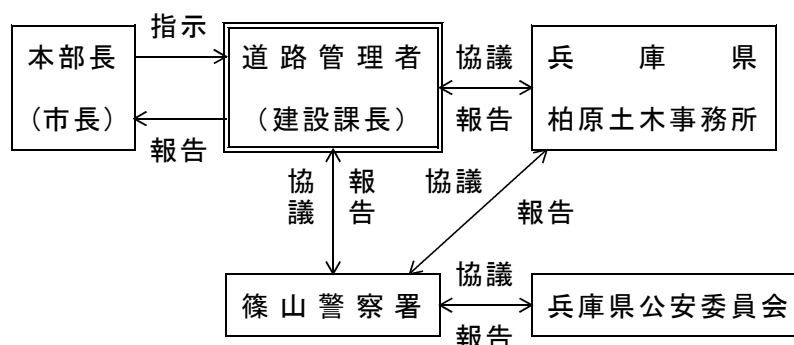 指示
本部長
(市長)
報告
道路管理者
(建設課長)
協議
報告
兵庫県
柏原土木事務所
協議
報告
協議
報告
篠山警察署
協議
報告
兵庫県公安委員会